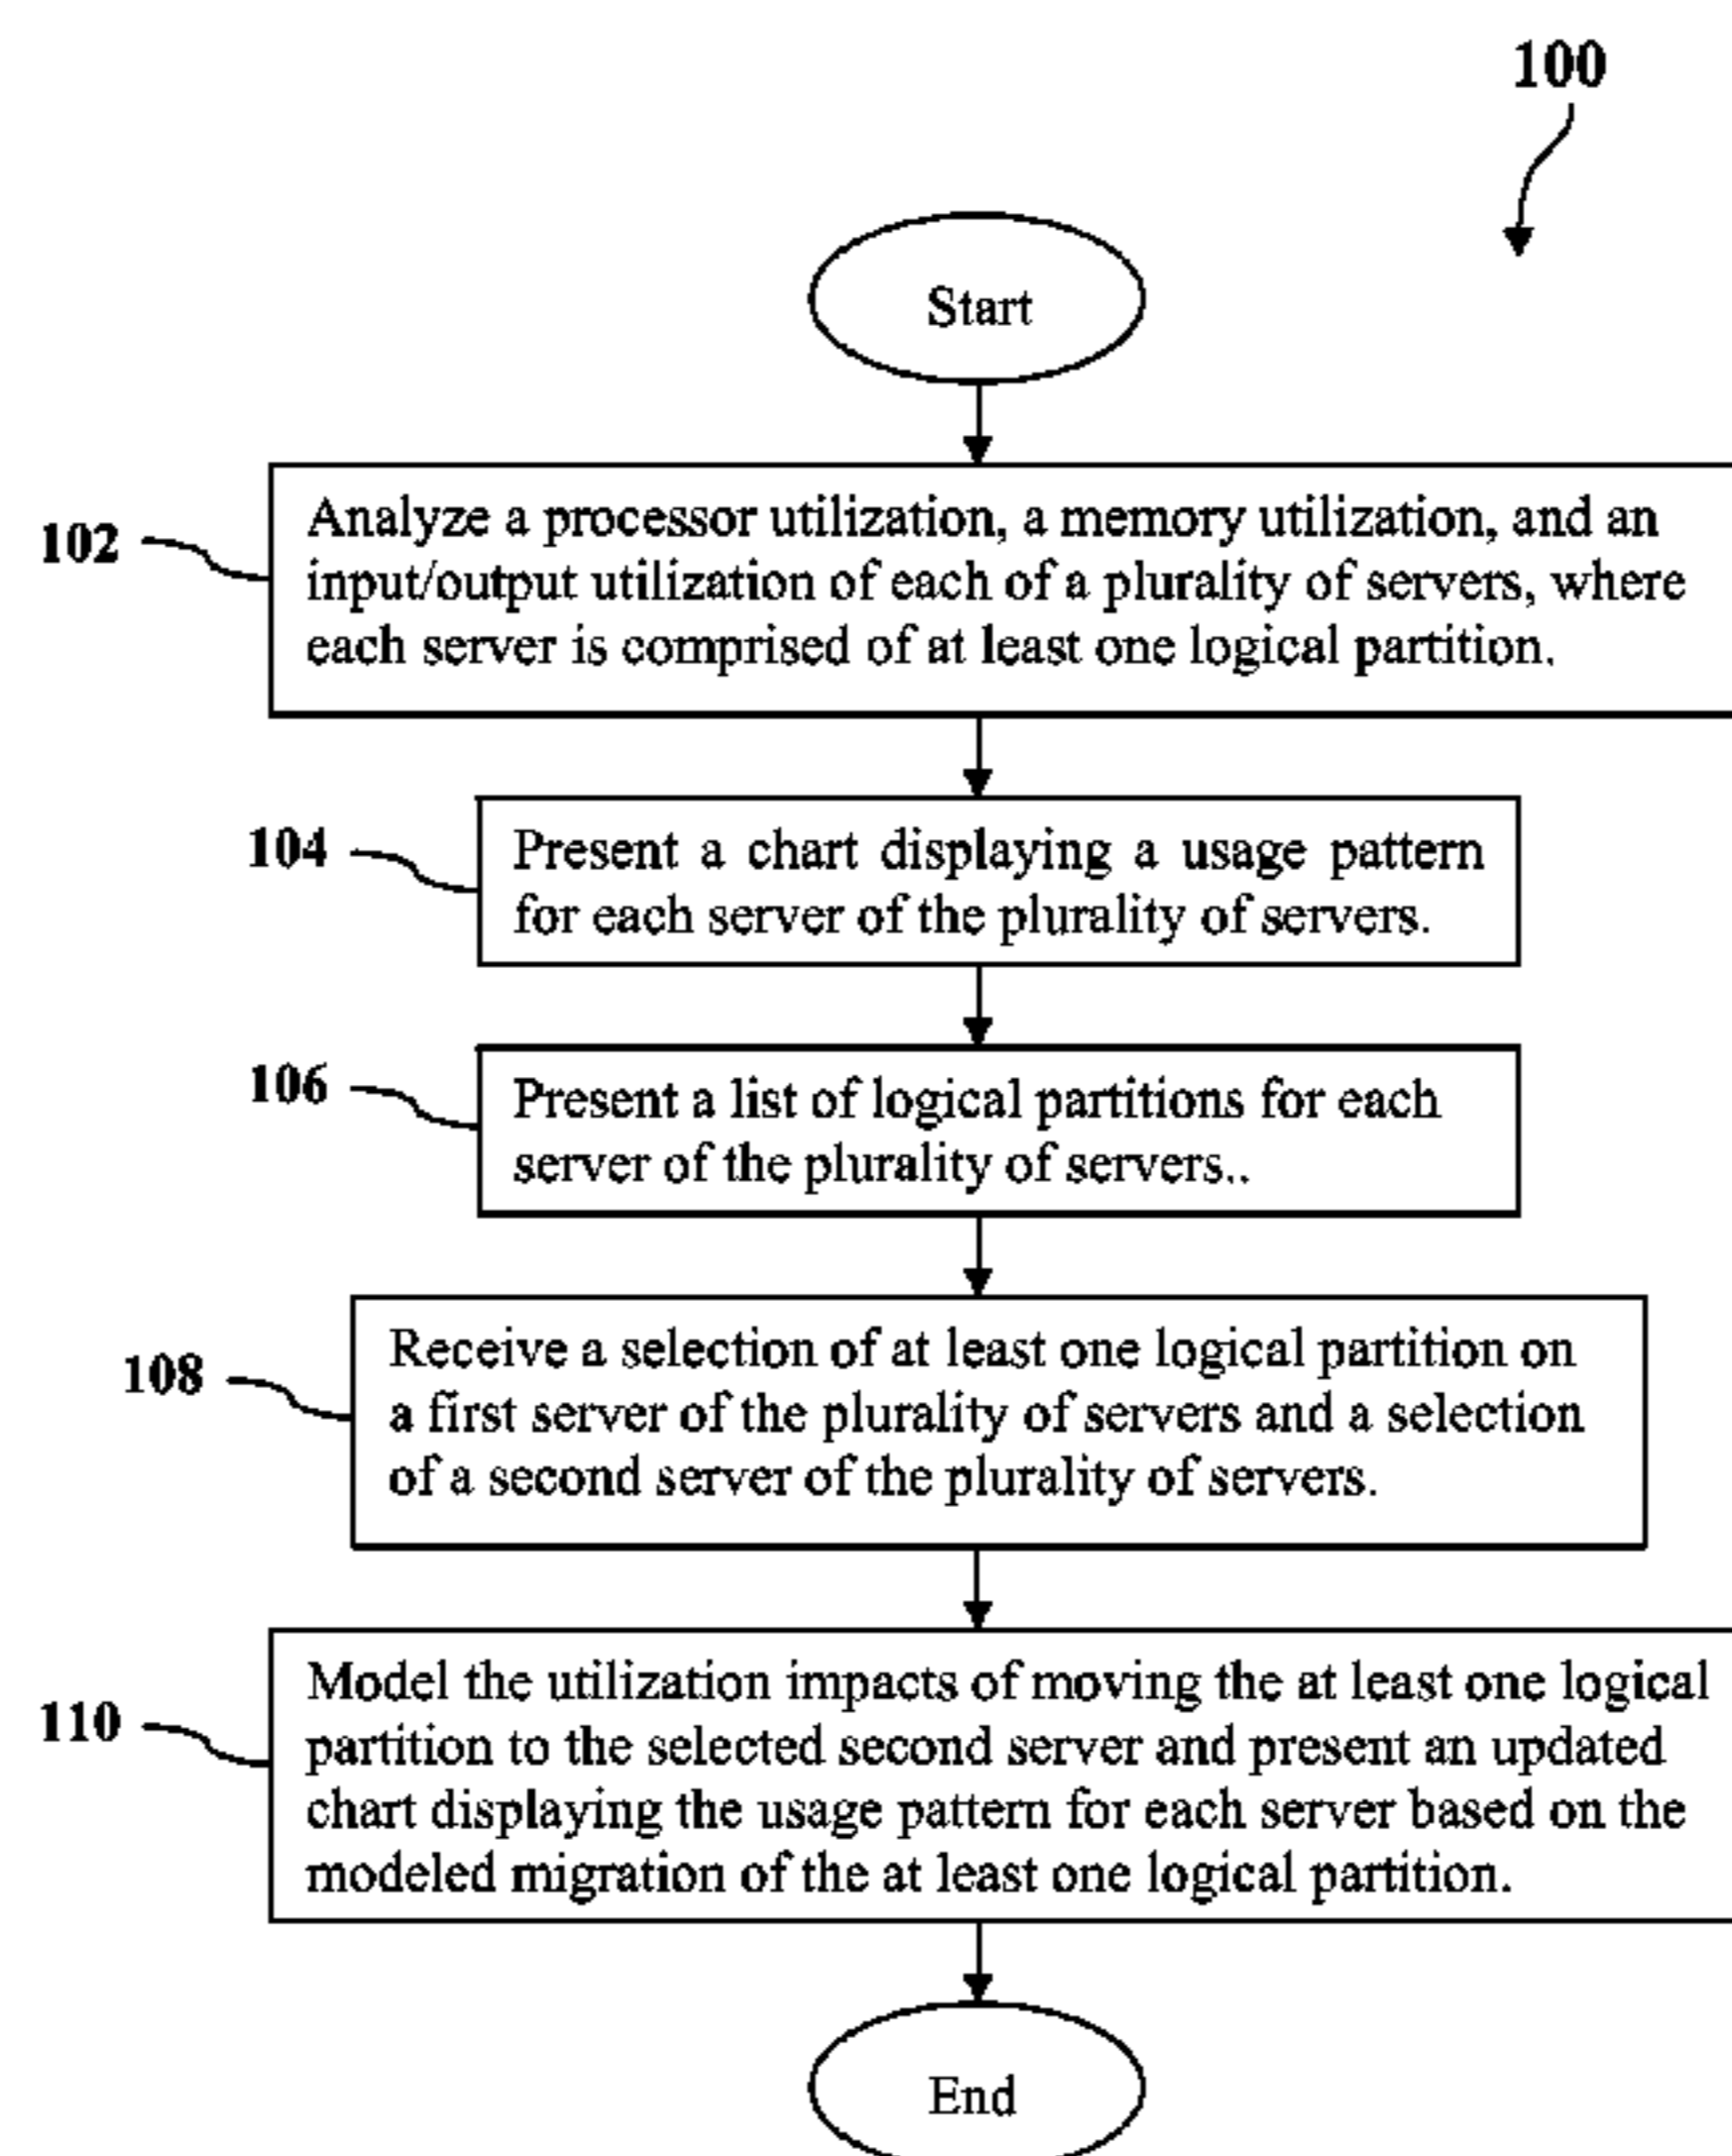 100
Start
102
Analyze a processor utilization, a memory utilization, and an
input/output utilization of each of a plurality of servers, where
each server is comprised of at least one logical partition.
104
Present a chart displaying a usage pattern
for each server of the plurality of servers.
106
Present a list of logical partitions for each
server of the plurality of servers..
108
Receive a selection of at least one logical partition on
a first server of the plurality of servers and a selection
of a second server of the plurality of servers.
110
Model the utilization impacts of moving the at least one logical
partition to the selected second server and present an updated
chart displaying the usage pattern for each server based on the
modeled migration of the at least one logical partition.
End